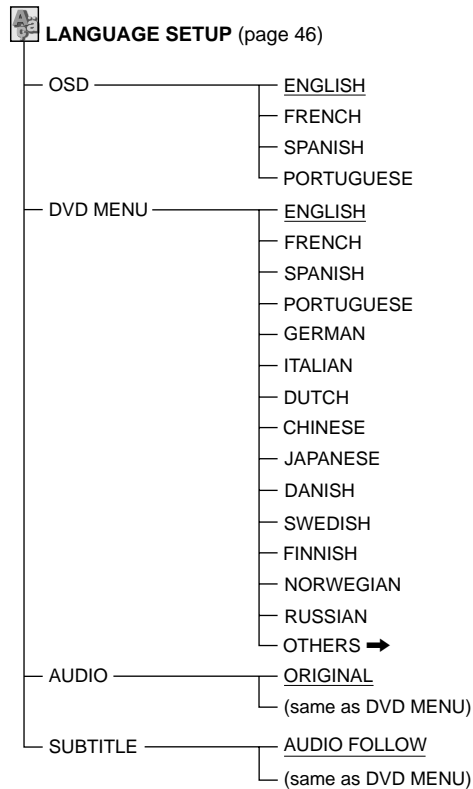 LANGUAGE SETUP (page 46)
OSD
ENGLISH
FRENCH
SPANISH
PORTUGUESE
DVD MENU
ENGLISH
FRENCH
SPANISH
PORTUGUESE
GERMAN
ITALIAN
DUTCH
CHINESE
JAPANESE
DANISH
SWEDISH
FINNISH
NORWEGIAN
RUSSIAN
OTHERS ➡
AUDIO
ORIGINAL
(same as DVD MENU)
SUBTITLE
AUDIO FOLLOW
(same as DVD MENU)